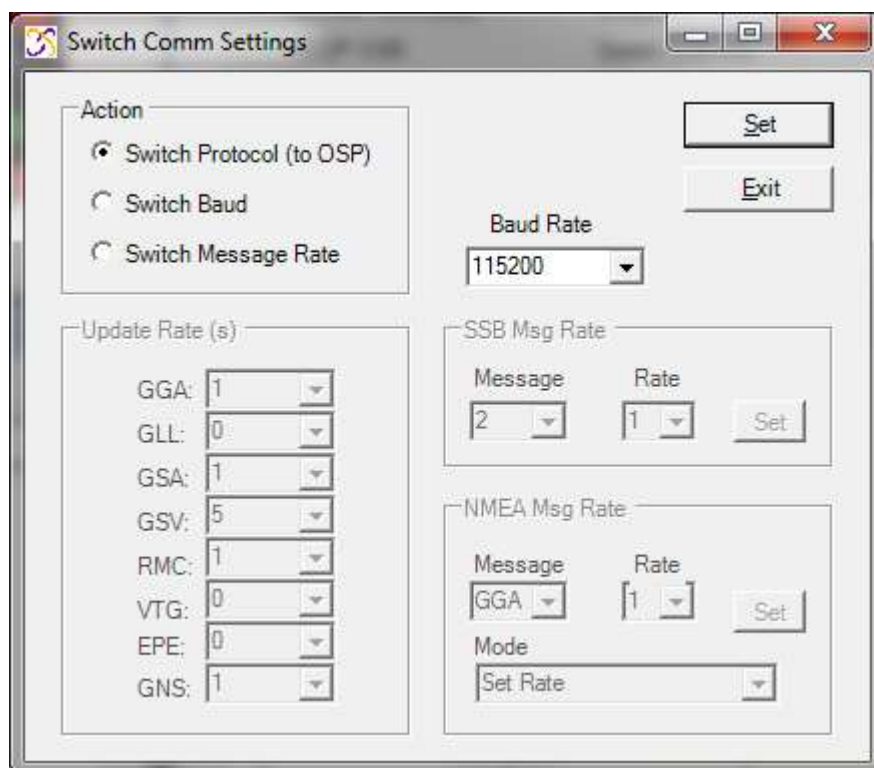 Switch Comm Settings
Action
Switch Protocol (to OSP)
Switch Baud
Switch Message Rate
Set
Exit
Baud Rate
115200
Update Rate (s)
GGA: 1
GLL: 0
GSA: 1
GSV: 5
RMC: 1
VTG: 0
EPE: 0
GNS: 1
SSB Msg Rate
Message Rate
2 1 Set
NMEA Msg Rate
Message Rate
GGA 1 Set
Mode
Set Rate